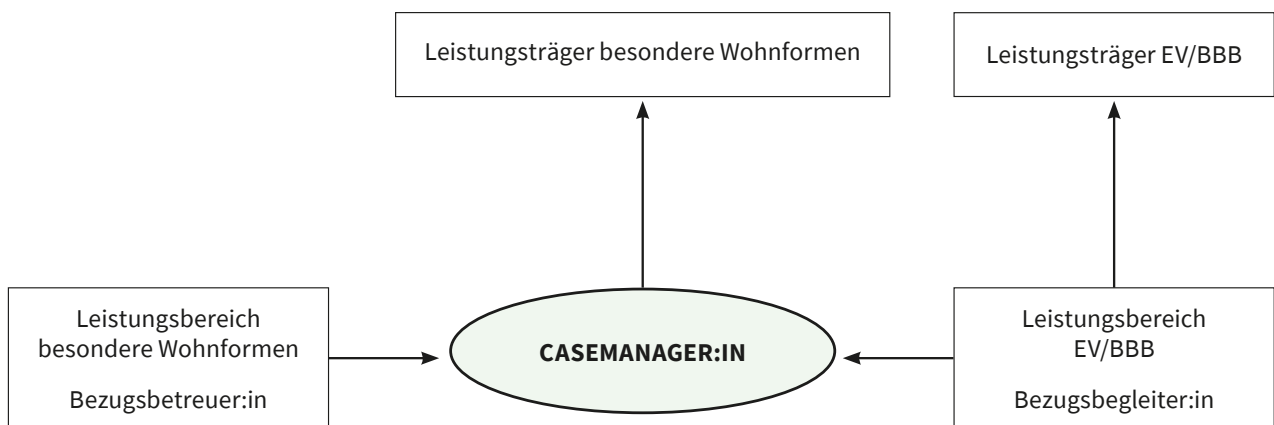 Leistungsträger besondere Wohnformen
Leistungsträger EV/BBB
Leistungsbereich
besondere Wohnformen
Bezugsbetreuer:in
CASEMANAGER:IN
Leistungsbereich
EV/BBB
Bezugsbegleiter:in